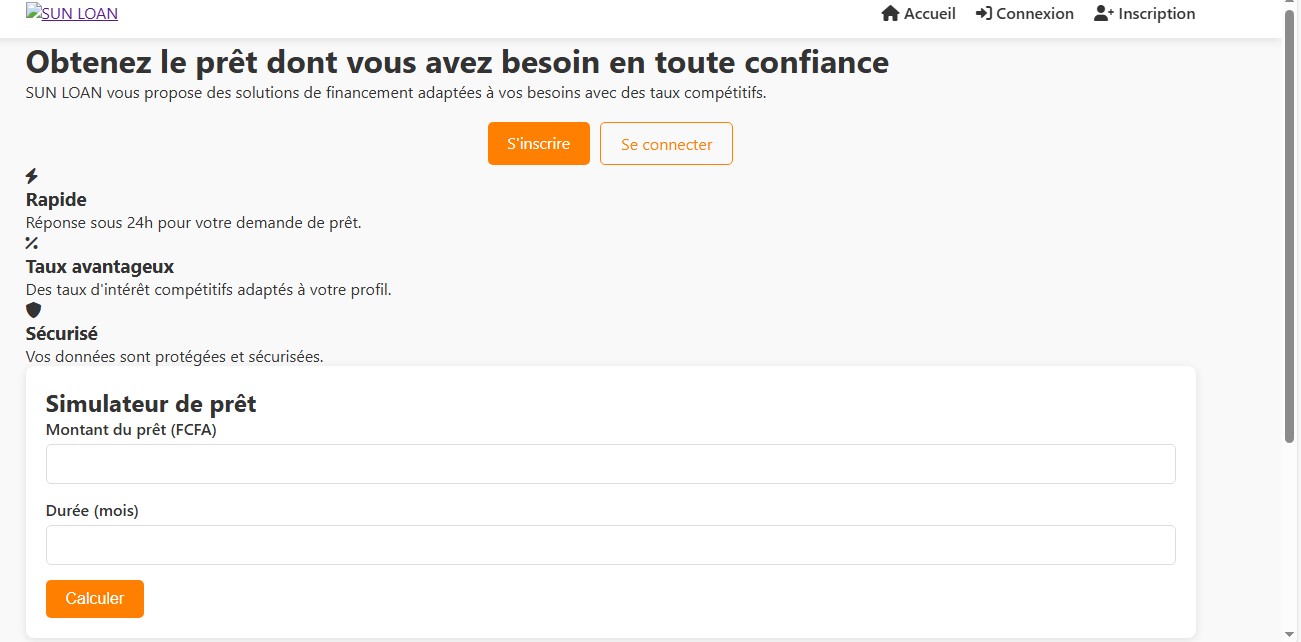 SUN LOAN
Accueil
Connexion
Inscription
Obtenez le prêt dont vous avez besoin en toute confiance
SUN LOAN vous propose des solutions de financement adaptées à vos besoins avec des taux compétitifs.
S'inscrire
Se connecter
Rapide
Réponse sous 24h pour votre demande de prêt.
Taux avantageux
Des taux d'intérêt compétitifs adaptés à votre profil.
Sécurisé
Vos données sont protégées et sécurisées.
Simulateur de prêt
Montant du prêt (FCFA)
Durée (mois)
Calculer